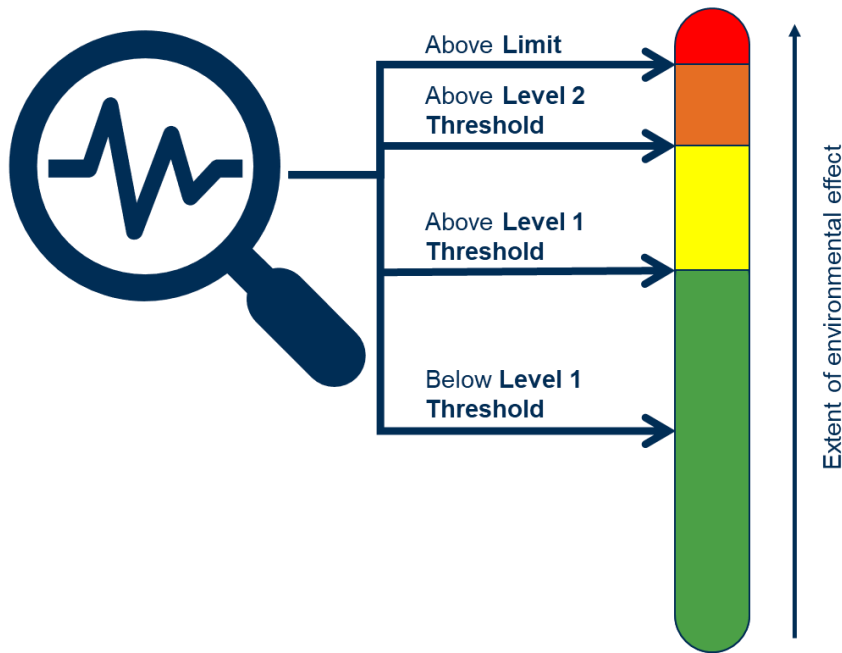 Above Limit
Above Level 2
Threshold
Above Level 1
Threshold
Below Level 1
Threshold
Extent of environmental effect